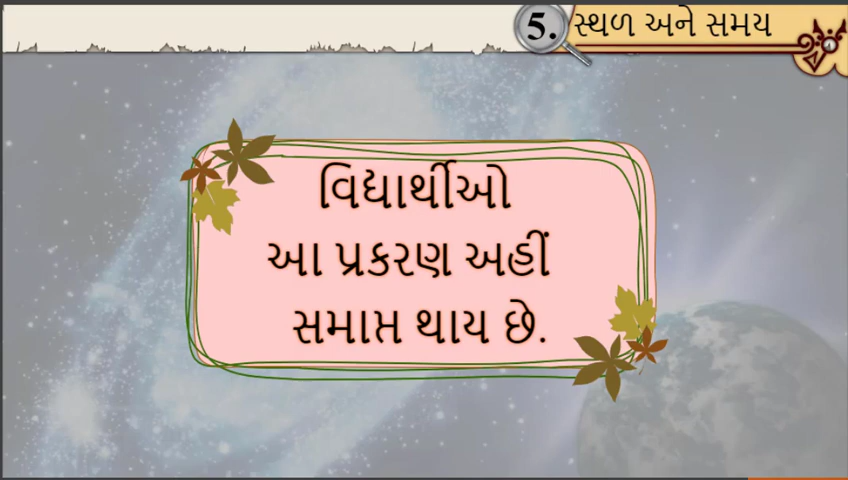 5. સ્થળ અને સમય
વિદ્યાર્થીઓ
આ પ્રકરણ અહીં
સમાપ્ત થાય છે.